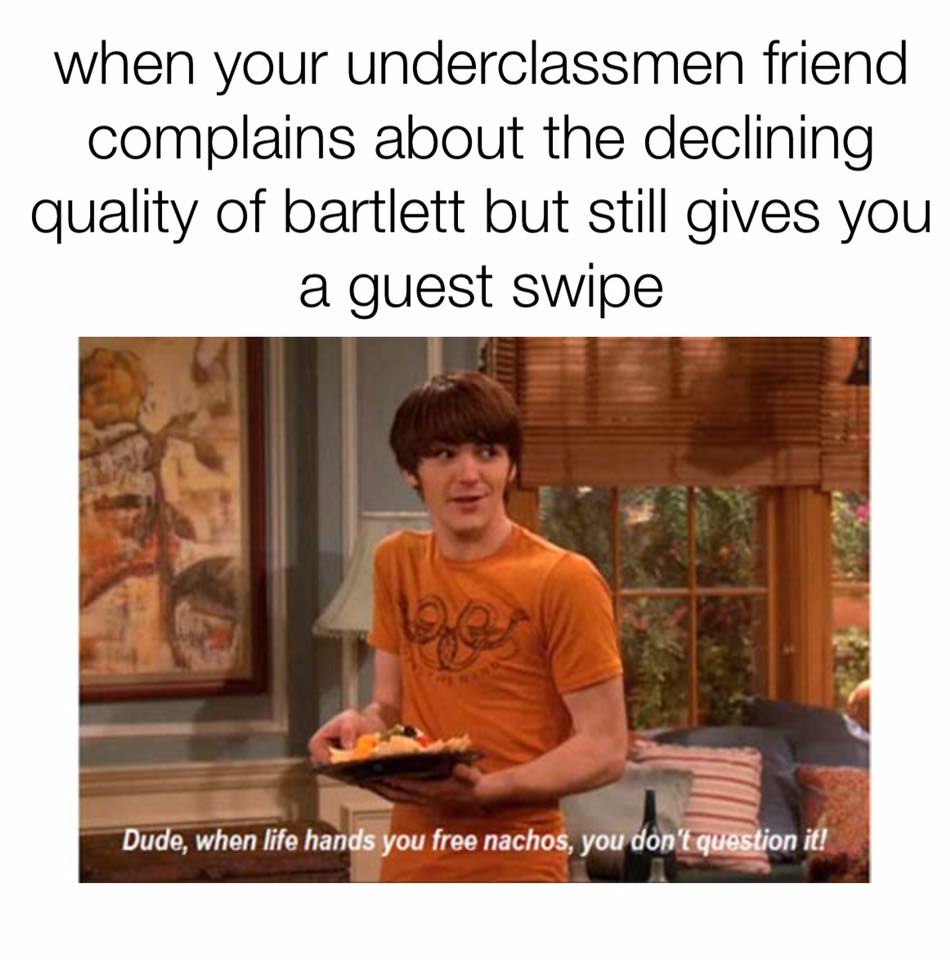 when your underclassmen friend
complains about the declining
quality of bartlett but still gives you
a guest swipe
Dude, when life hands you free nachos, you don't question it!